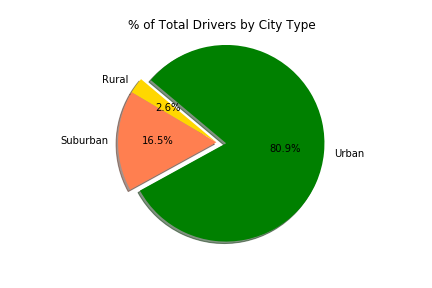 % of Total Drivers by City Type
Rural
2.6%
Suburban
16.5%
80.9%
Urban